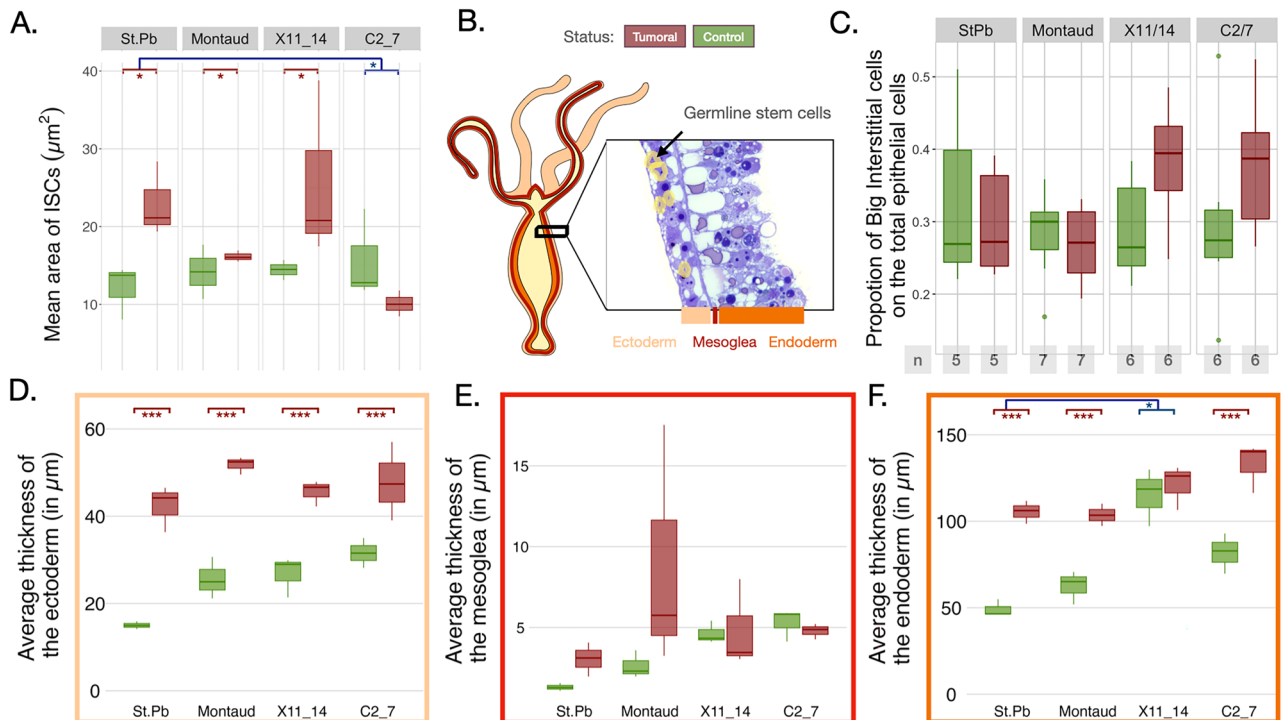 A.
St.Pb Montaud X11_14 C2_7
* * * *
Mean area of ISCs (µm²)
40
30
20
10
B.
Status: Tumoral Control
Germline stem cells
Ectoderm Mesoglea Endoderm
C.
StPb Montaud X11/14 C2/7
Propotion of Big Interstitial cells
on the total epithelial cells
0.5
0.4
0.3
0.2
n 5 5 7 7 6 6 6 6
D.
*** *** *** ***
Average thickness of
the ectoderm (in µm)
60
40
20
0
St.Pb Montaud X11_14 C2_7
E.
Average thickness of
the mesoglea (in µm)
15
10
5
St.Pb Montaud X11_14 C2_7
F.
*** *** * ***
Average thickness of
the endoderm (in µm)
150
100
50
0
St.Pb Montaud X11_14 C2_7